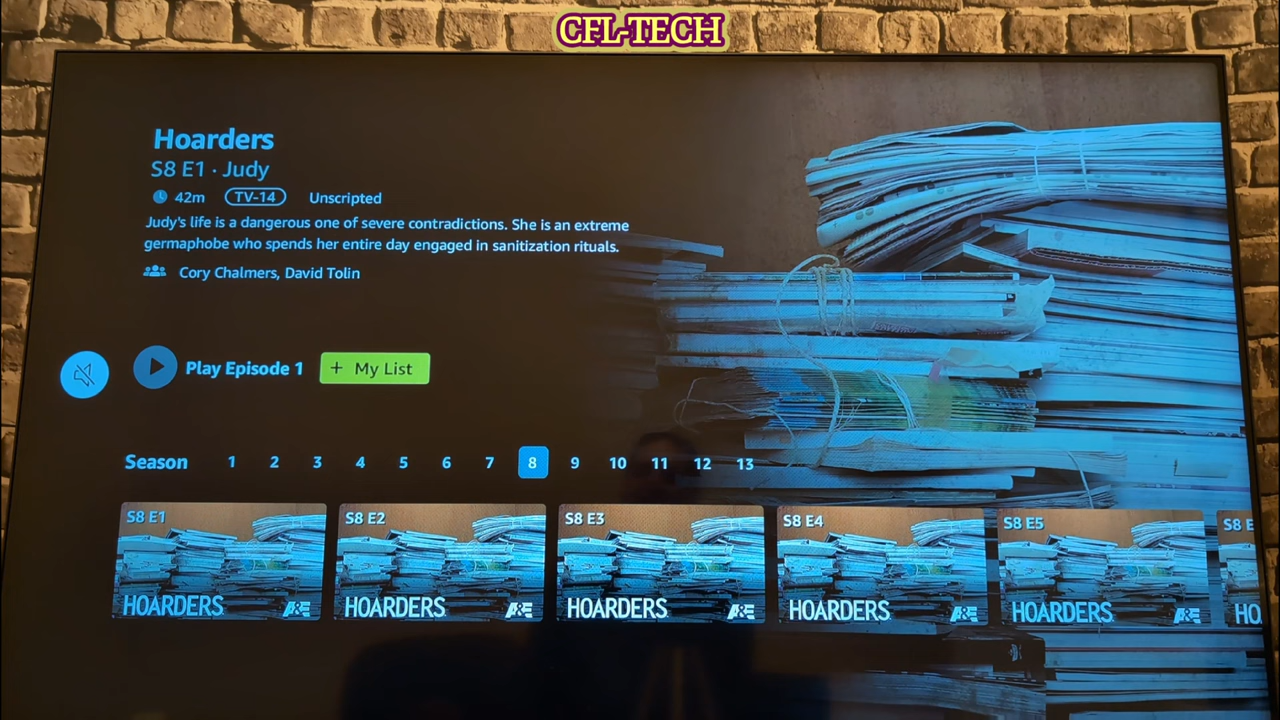 CFL-TECH
Hoarders
S8 E1 · Judy
42m TV-14 Unscripted
Judy's life is a dangerous one of severe contradictions. She is an extreme
germaphobe who spends her entire day engaged in sanitization rituals.
Cory Chalmers, David Tolin
Play Episode 1 + My List
Season 1 2 3 4 5 6 7 8 9 10 11 12 13
S8 E1 S8 E2 S8 E3 S8 E4 S8 E5 S8 E
HOARDERS A&E HOARDERS A&E HOARDERS A&E HOARDERS A&E HOARDERS A&E HO